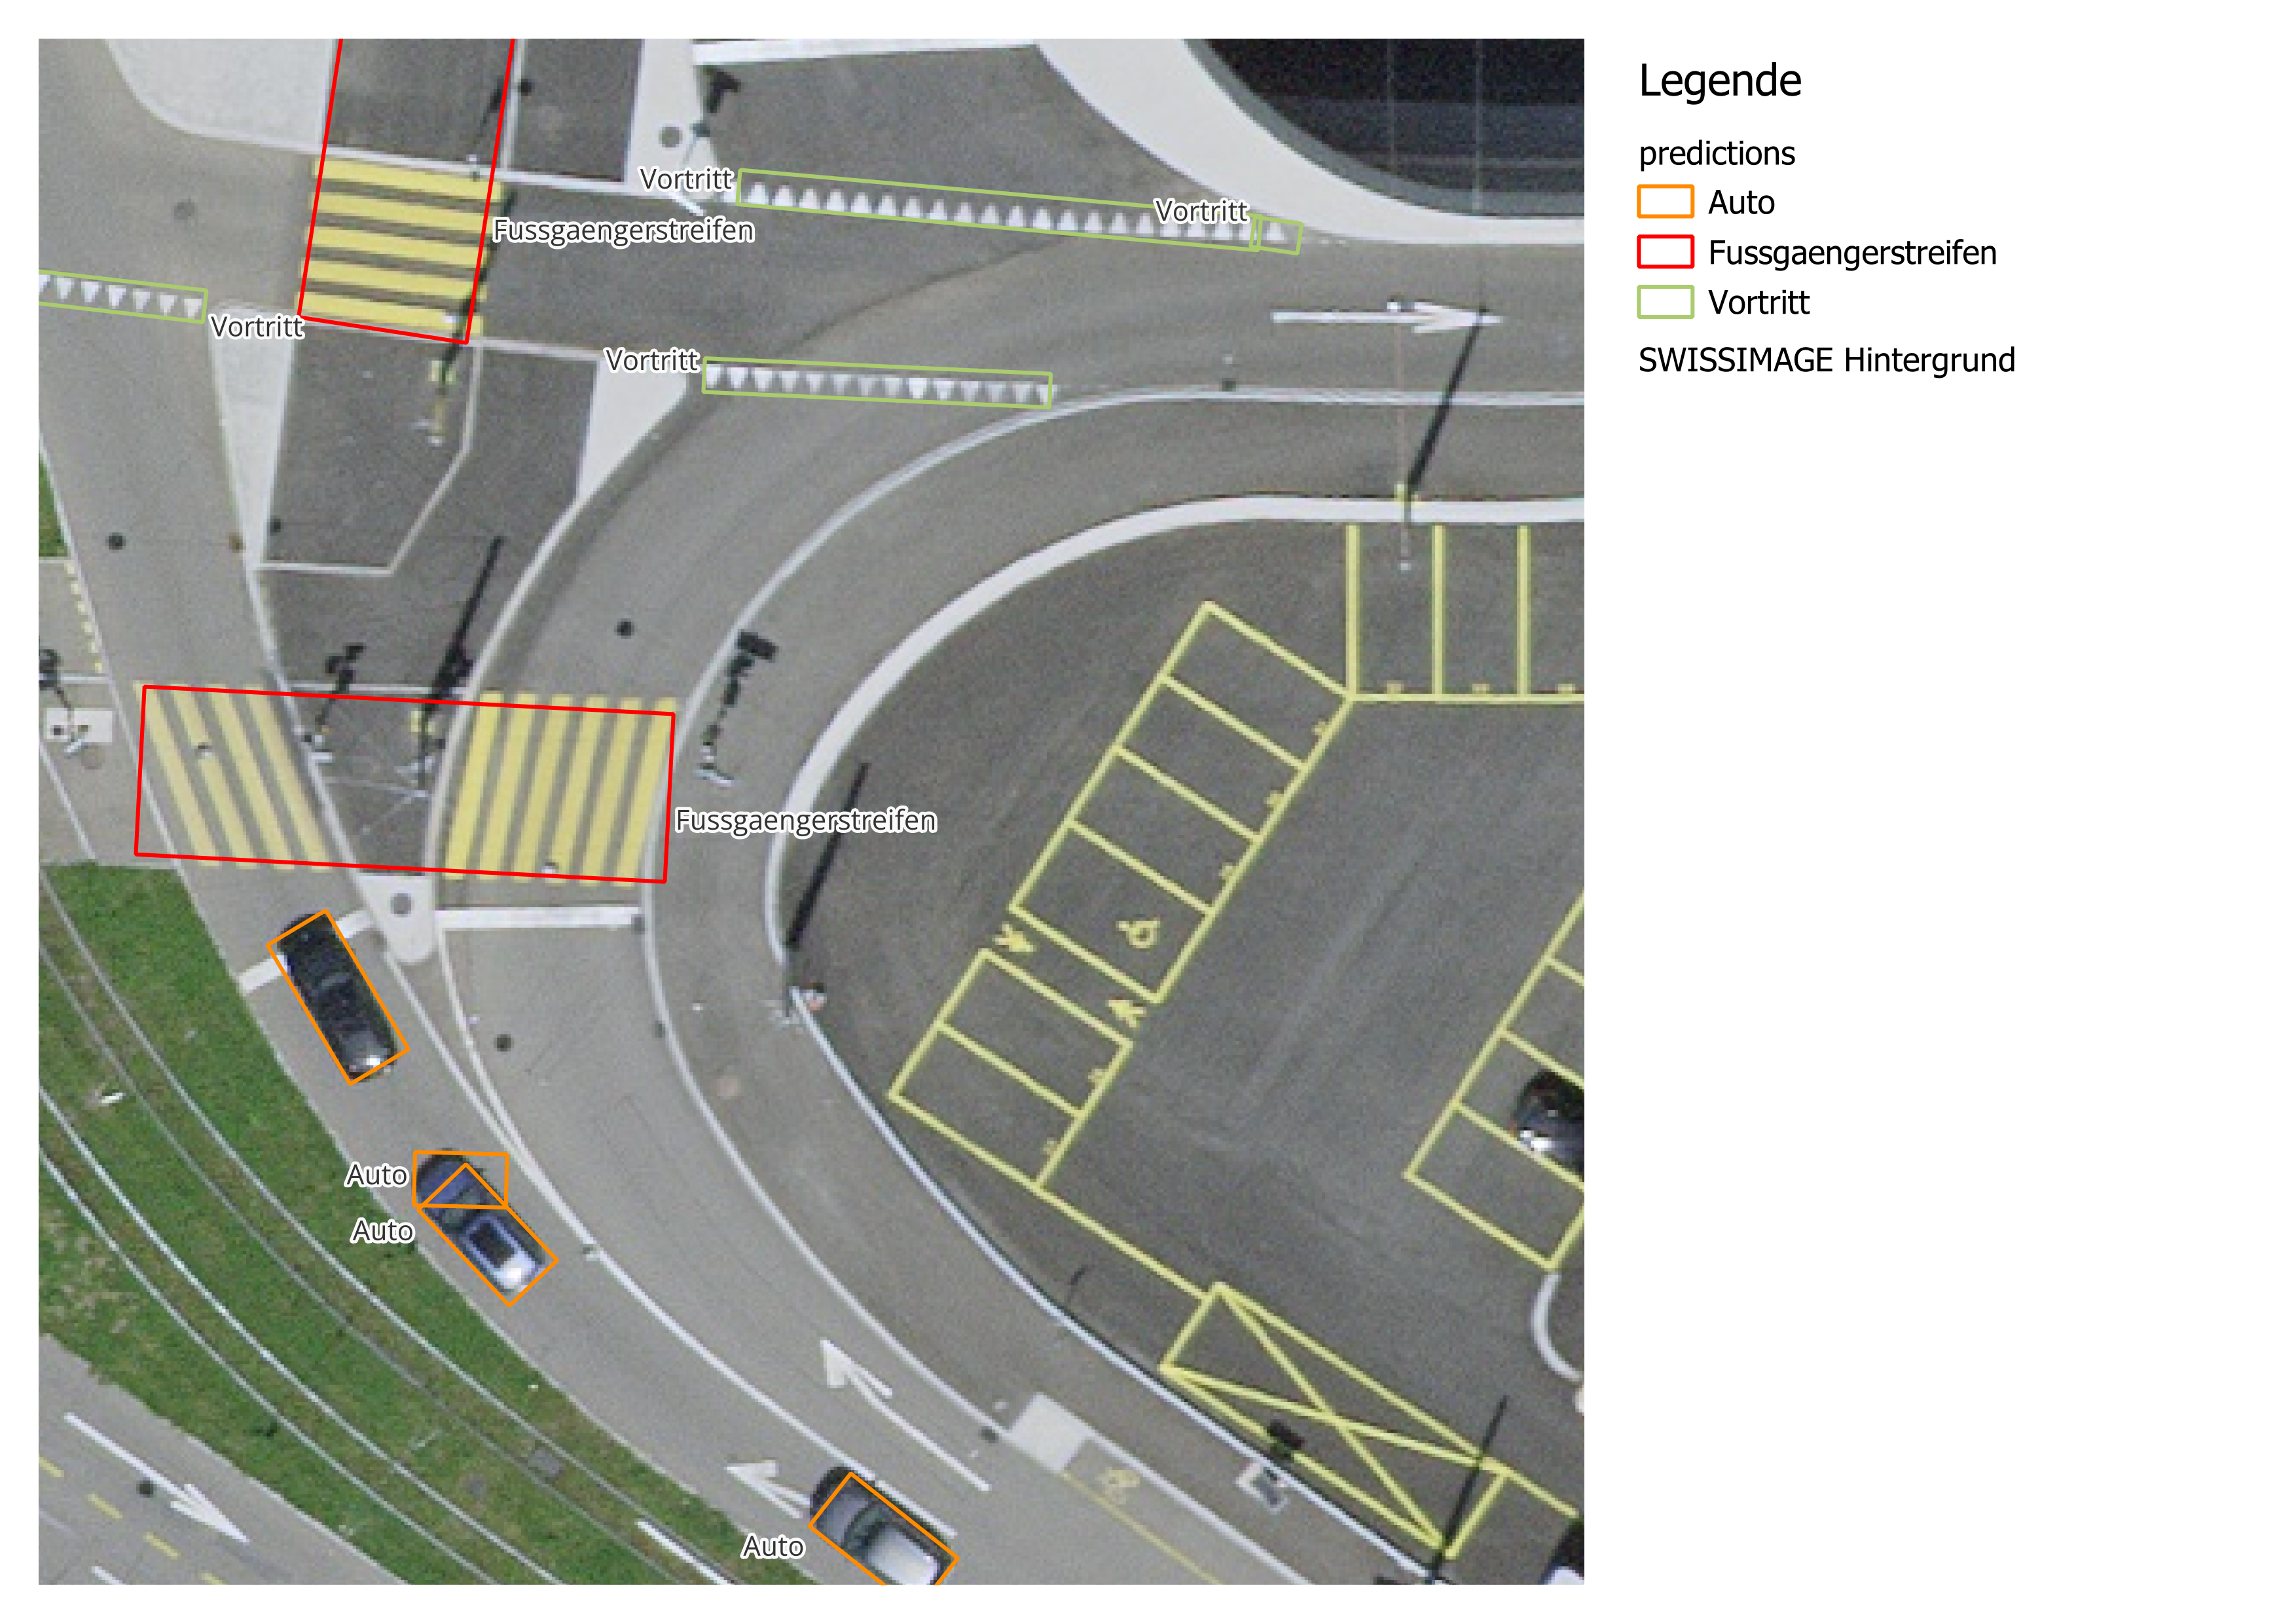 Legende
predictions
Auto
Fussgaengerstreifen
Vortritt
SWISSIMAGE Hintergrund
Vortritt
Vortritt
Fussgaengerstreifen
Vortritt
Vortritt
Fussgaengerstreifen
Auto
Auto
Auto